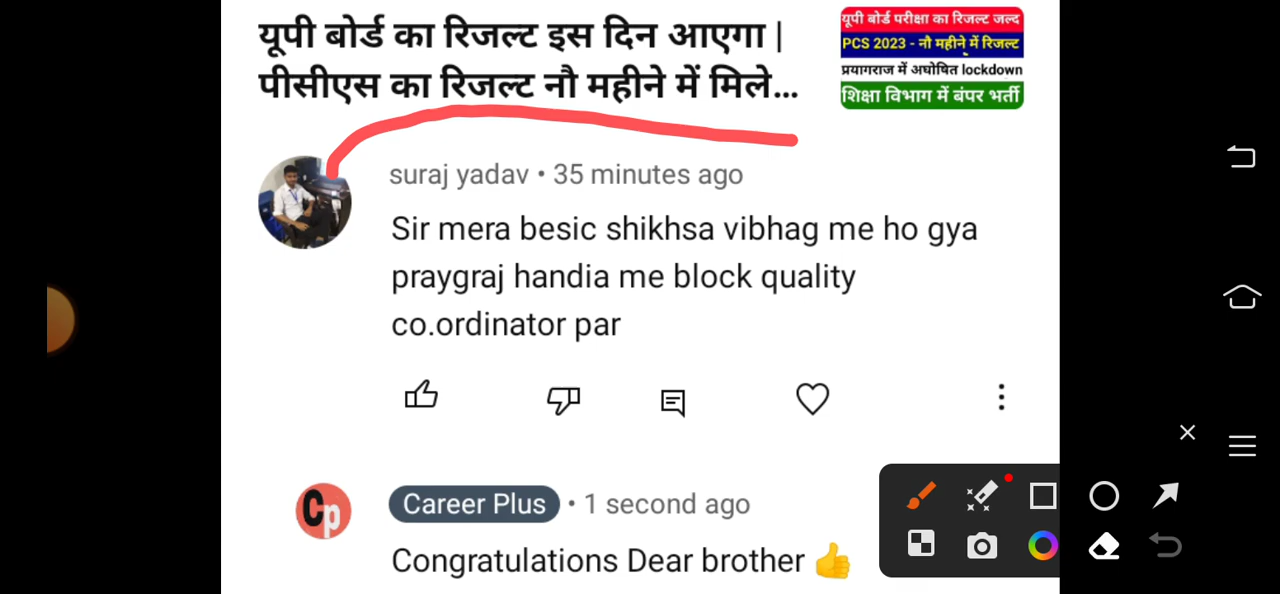 यूपी बोर्ड का रिजल्ट इस दिन आएगा |
पीसीएस का रिजल्ट नौ महीने में मिले...
यूपी बोर्ड परीक्षा का रिजल्ट जल्द
PCS 2023 - नौ महीने में रिजल्ट
प्रयागराज में अघोषित lockdown
शिक्षा विभाग में बंपर भर्ती
suraj yadav • 35 minutes ago
Sir mera besic shikhsa vibhag me ho gya
praygraj handia me block quality
co.ordinator par
Cp
Career Plus • 1 second ago
Congratulations Dear brother 👍